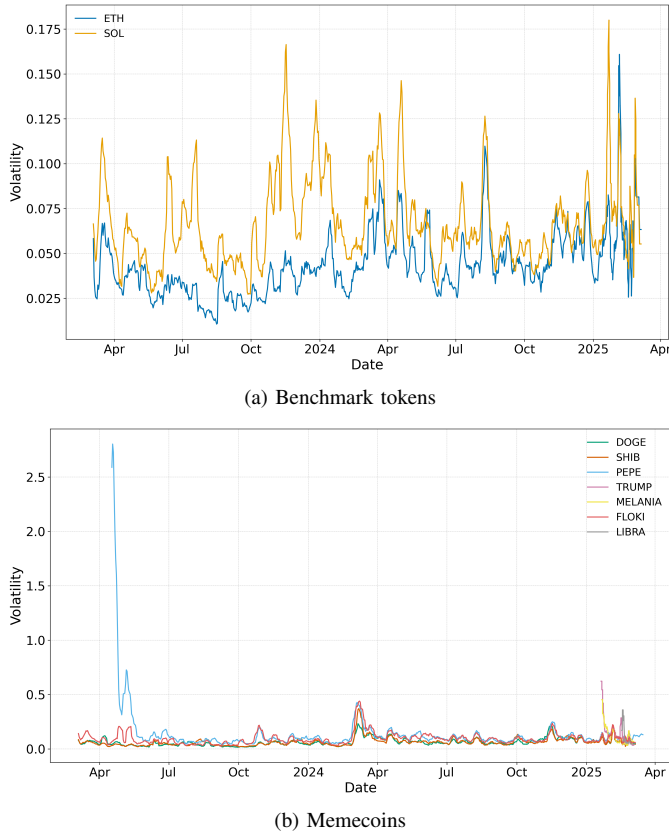 ETH
SOL
0.175
0.150
0.125
0.100
0.075
0.050
0.025
Volatility
Apr Jul Oct 2024 Apr Jul Oct 2025 Apr
Date
(a) Benchmark tokens
DOGE
SHIB
PEPE
TRUMP
MELANIA
FLOKI
LIBRA
2.5
2.0
1.5
1.0
0.5
0.0
Volatility
Apr Jul Oct 2024 Apr Jul Oct 2025 Apr
Date
(b) Memecoins